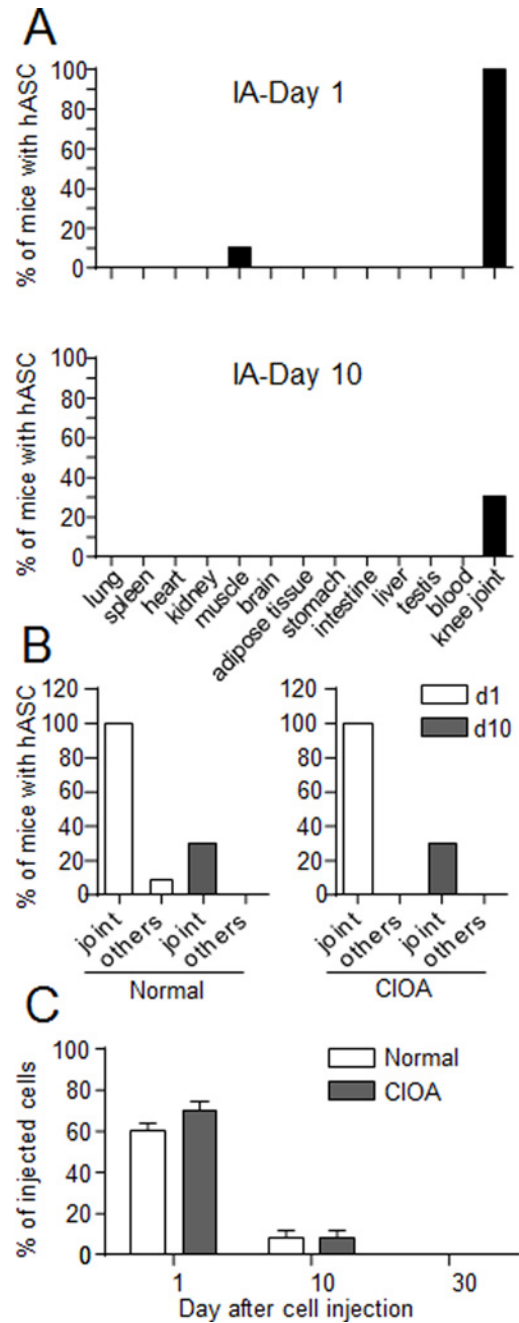 A
% of mice with hASC
100
80
60
40
20
0
IA-Day 1
% of mice with hASC
100
80
60
40
20
0
IA-Day 10
lung
spleen
heart
kidney
muscle
brain
adipose tissue
stomach
intestine
liver
testis
blood
knee joint
B
% of mice with hASC
120
100
80
60
40
20
0
joint
others
joint
others
Normal
120
100
80
60
40
20
0
d1
d10
joint
others
joint
others
CIOA
C
% of injected cells
100
80
60
40
20
0
Normal
CIOA
1 10 30
Day after cell injection